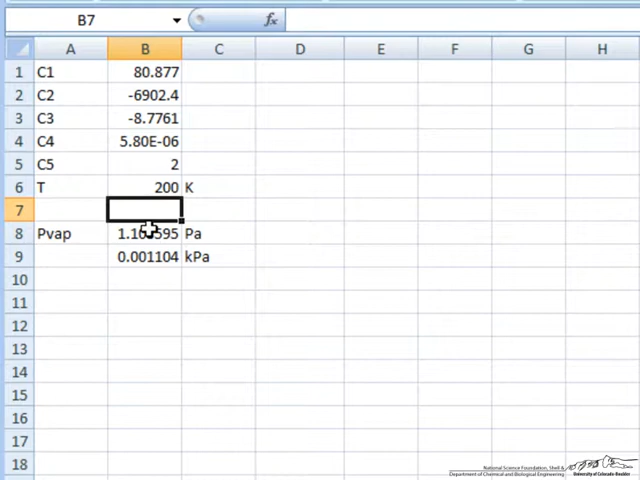 B7 fx
A B C D E F G H
1 C1 80.877
2 C2 -6902.4
3 C3 -8.7761
4 C4 5.80E-06
5 C5 2
6 T 200 K
7
8 Pvap Pa
9 0.001104 kPa
10
11
12
13
14
15
16
17
18
National Science Foundation, Shell &
Department of Chemical and Biological Engineering University of Colorado Boulder